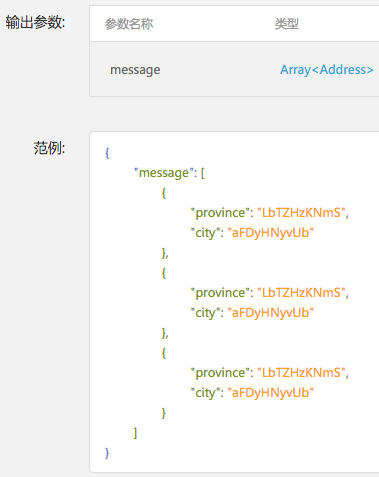 输出参数: 参数名称 类型
message Array<Address>
范例:
{
"message": [
{
"province": "LbTZHzKNmS",
"city": "aFDyHNyvUb"
},
{
"province": "LbTZHzKNmS",
"city": "aFDyHNyvUb"
},
{
"province": "LbTZHzKNmS",
"city": "aFDyHNyvUb"
}
]
}